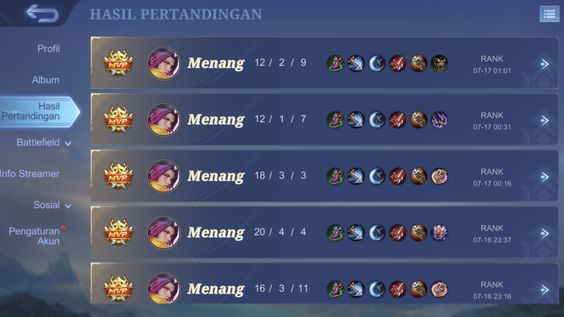 HASIL PERTANDINGAN
Profil
Album
Hasil
Pertandingan
Battlefield
Info Streamer
Sosial
Pengaturan
Akun
MVP Menang 12 / 2 / 9 RANK
07-17 01:01
MVP Menang 12 / 1 / 7 RANK
07-17 00:31
MVP Menang 18 / 3 / 3 RANK
07-17 00:16
MVP Menang 20 / 4 / 4 RANK
07-16 23:37
MVP Menang 16 / 3 / 11 RANK
07-16 23:16